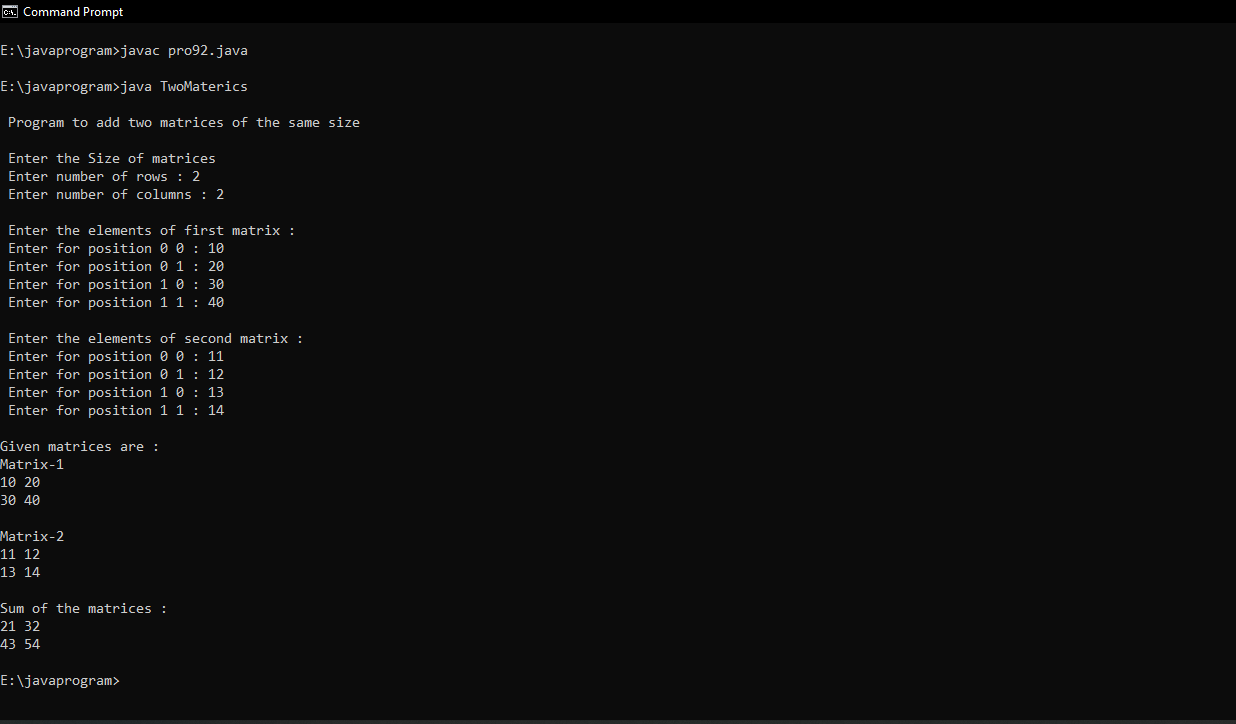 Command Prompt
E:\javaprogram>javac pro92.java
E:\javaprogram>java TwoMaterics
Program to add two matrices of the same size
Enter the Size of matrices
Enter number of rows : 2
Enter number of columns : 2
Enter the elements of first matrix :
Enter for position 0 0 : 10
Enter for position 0 1 : 20
Enter for position 1 0 : 30
Enter for position 1 1 : 40
Enter the elements of second matrix :
Enter for position 0 0 : 11
Enter for position 0 1 : 12
Enter for position 1 0 : 13
Enter for position 1 1 : 14
Given matrices are :
Matrix-1
10 20
30 40
Matrix-2
11 12
13 14
Sum of the matrices :
21 32
43 54
E:\javaprogram>